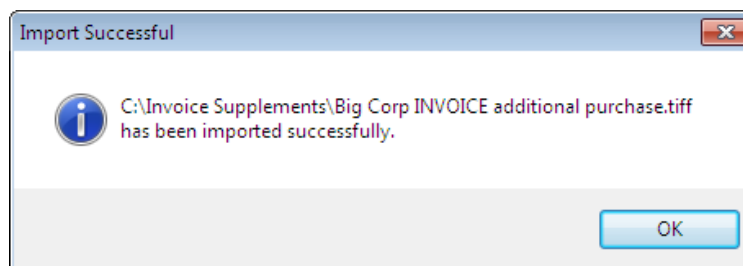 Import Successful
C:\Invoice Supplements\Big Corp INVOICE additional purchase.tiff
has been imported successfully.
OK